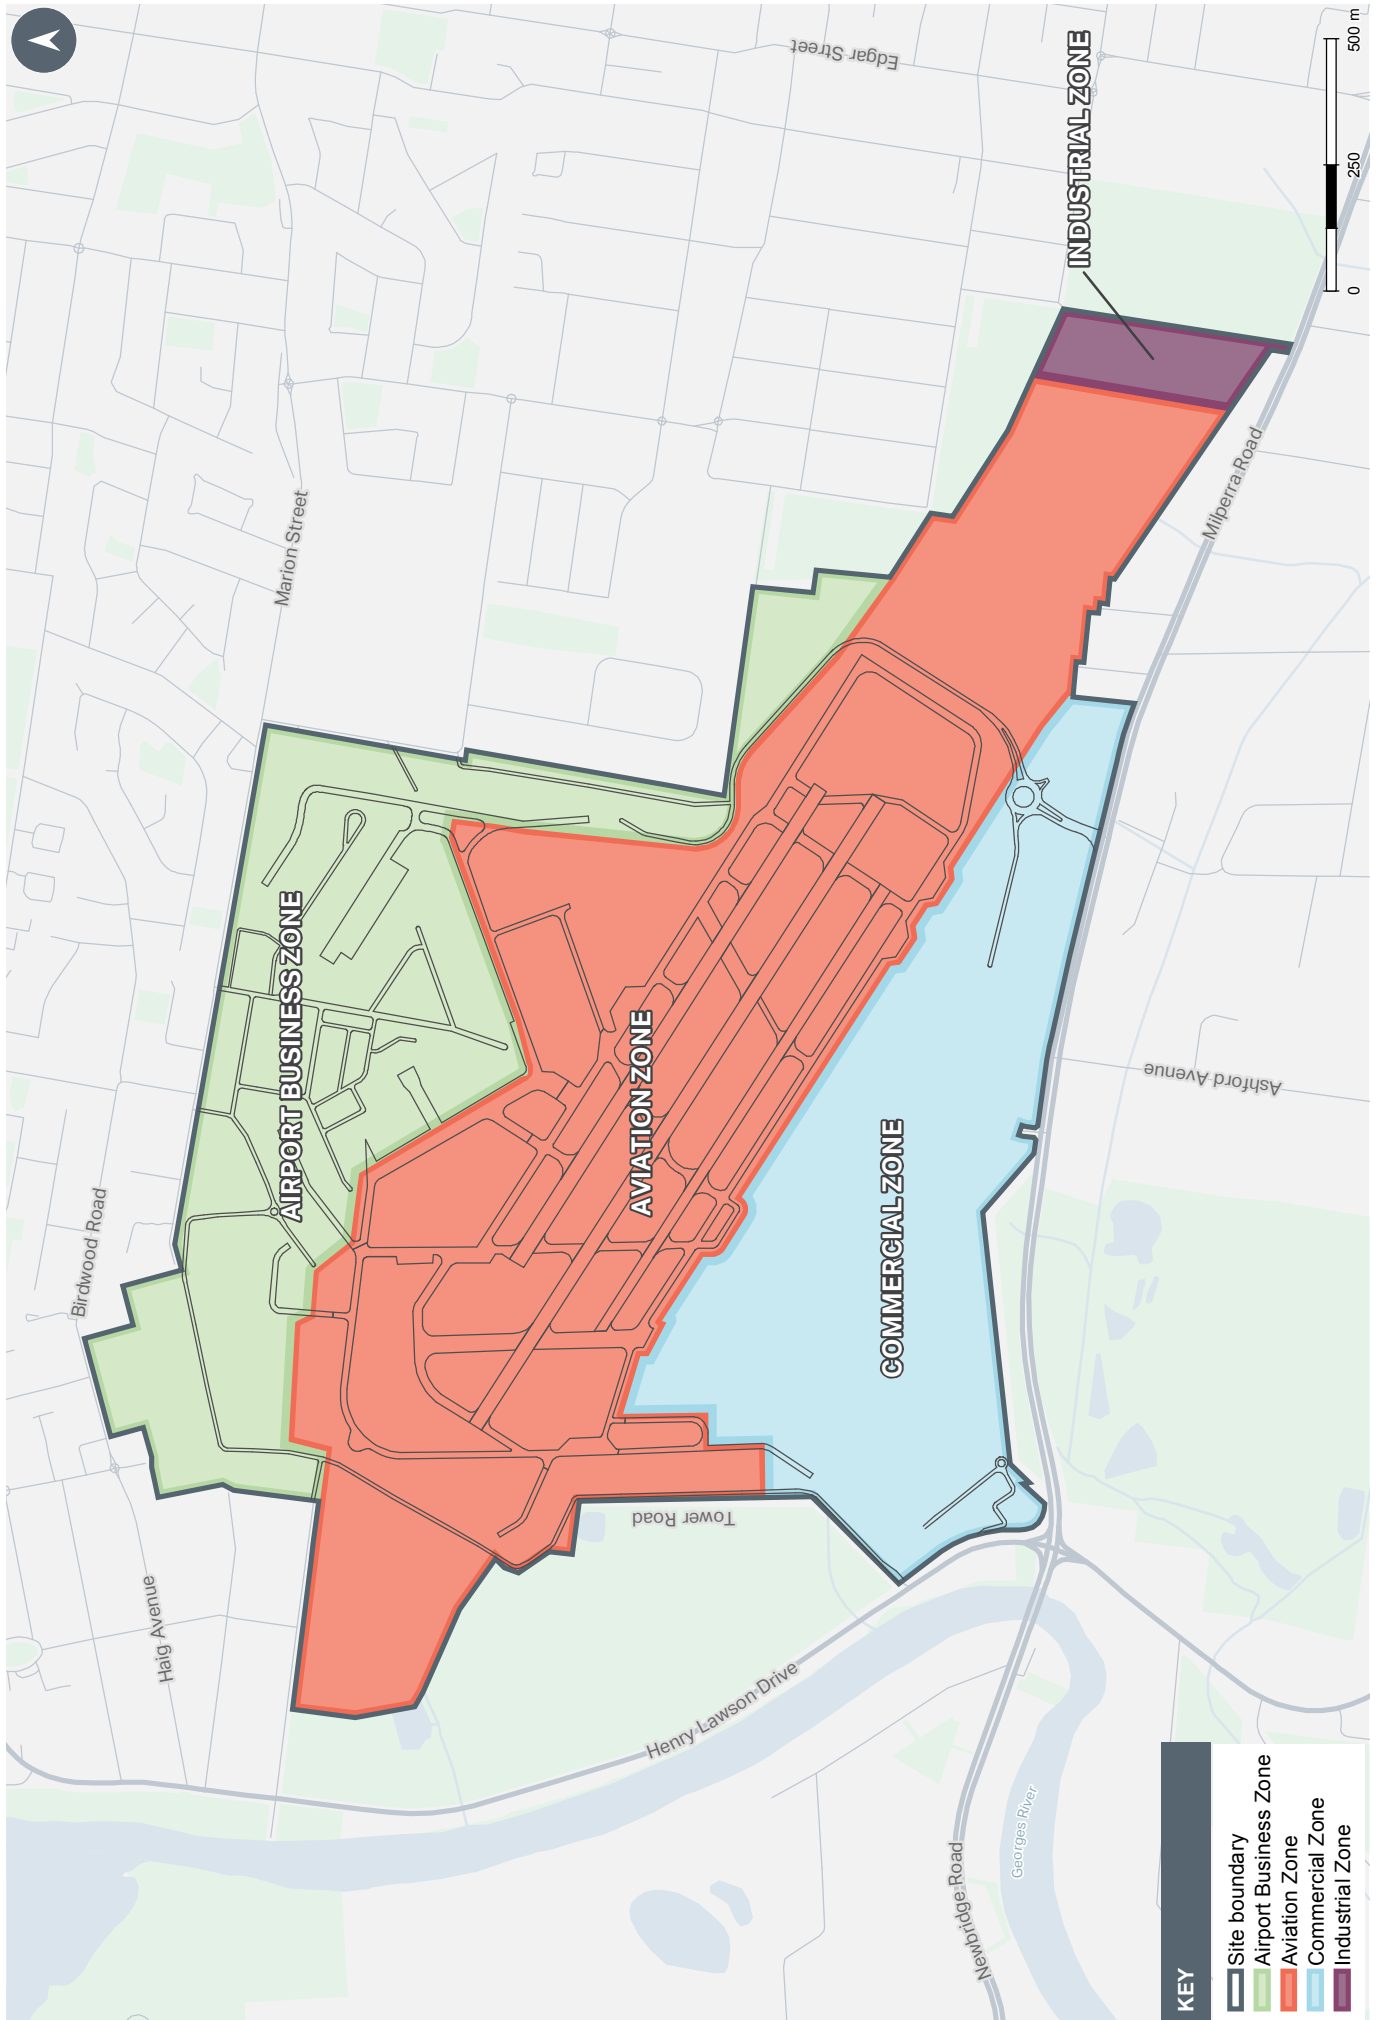 Edgar Street
INDUSTRIAL ZONE
500 m
250
0
Marion Street
Milperra Road
AIRPORT BUSINESS ZONE
AVIATION ZONE
COMMERCIAL ZONE
Ashford Avenue
Birdwood Road
Tower Road
Haig Avenue
Henry Lawson Drive
Newbridge Road
Georges River
KEY
Site boundary
Airport Business Zone
Aviation Zone
Commercial Zone
Industrial Zone